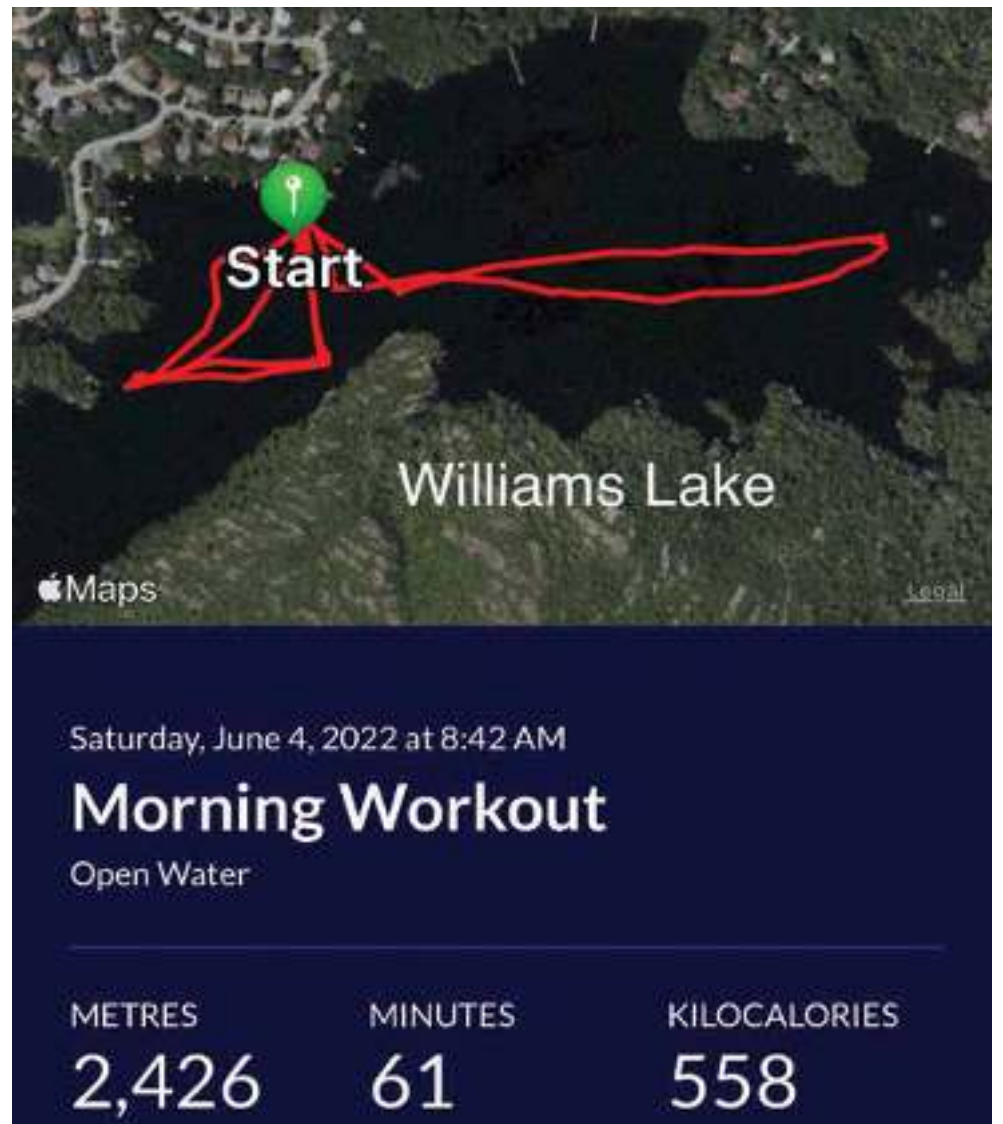 Start
Williams Lake
Maps
Legal
Saturday, June 4, 2022 at 8:42 AM
Morning Workout
Open Water
METRES MINUTES KILOCALORIES
2,426 61 558